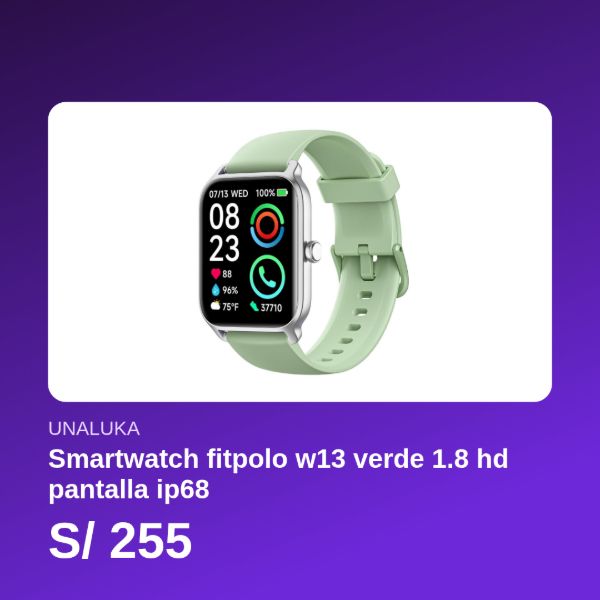 07/13 WED 100%
08
23
88
96%
75°F
37710
UNALUKA
Smartwatch fitpolo w13 verde 1.8 hd
pantalla ip68
S/ 255